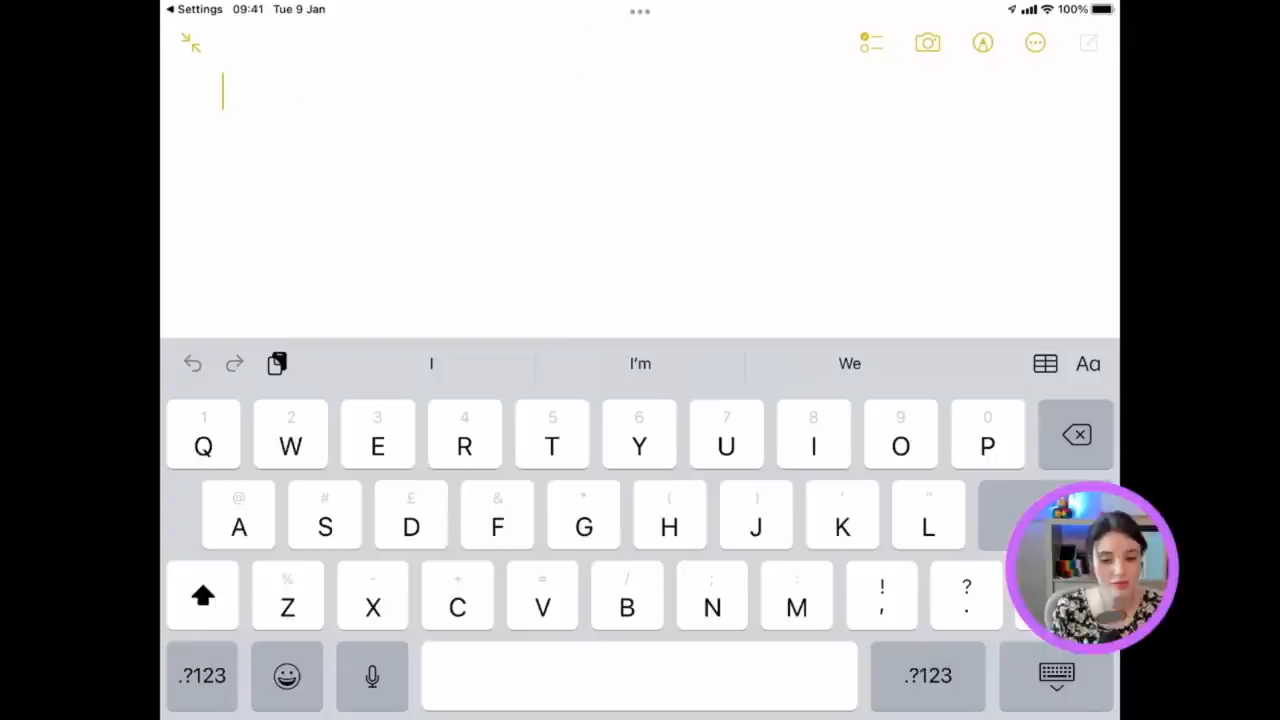 Settings 09:41 Tue 9 Jan 100%
I I'm We Aa
1 2 3 4 5 6 7 8 9 0
Q W E R T Y U I O P
@ # £ & * ( ) ' "
A S D F G H J K L
% - + = / ; : ! ?
Z X C V B N M , .
.?123 .?123